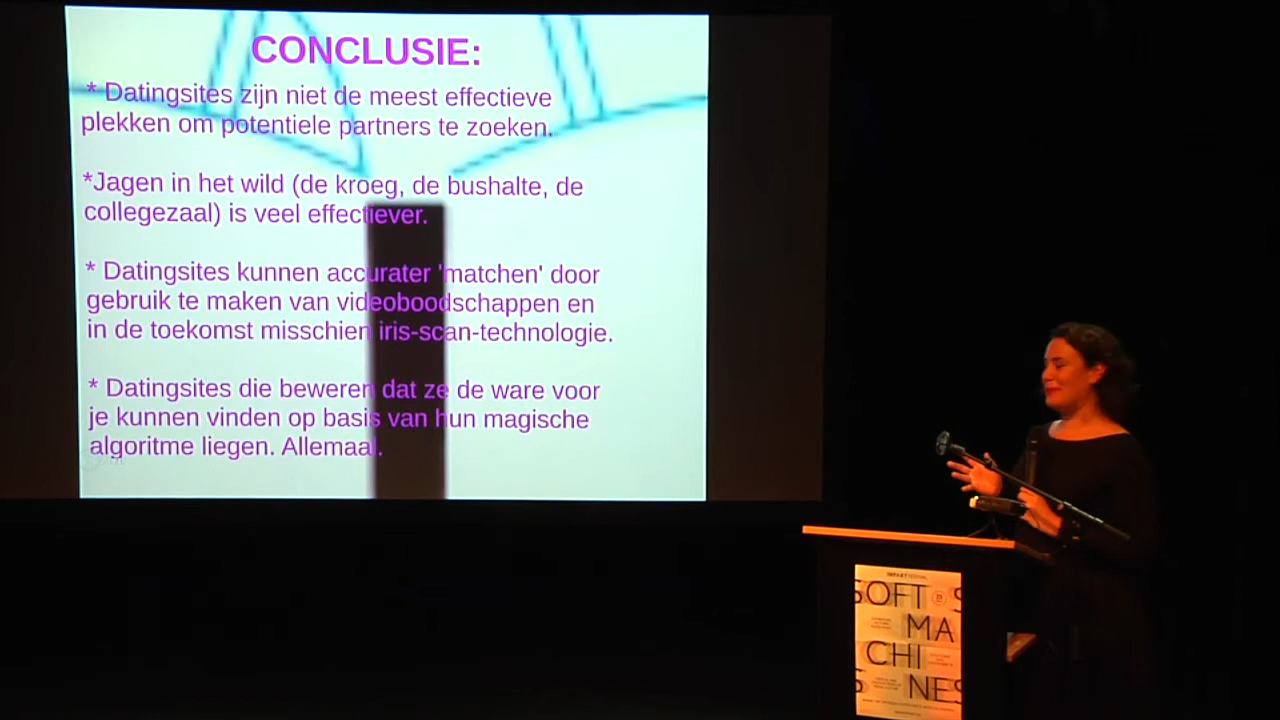 CONCLUSIE:
* Datingsites zijn niet de meest effectieve
plekken om potentiele partners te zoeken.
*Jagen in het wild (de kroeg, de bushalte, de
collegezaal) is veel effectiever.
* Datingsites kunnen accurater 'matchen' door
gebruik te maken van videoboodschappen en
in de toekomst misschien iris-scan-technologie.
* Datingsites die beweren dat ze de ware voor
je kunnen vinden op basis van hun magische
algoritme liegen. Allemaal.
IMPAKT FESTIVAL
SOFT
MA
CHI
NES